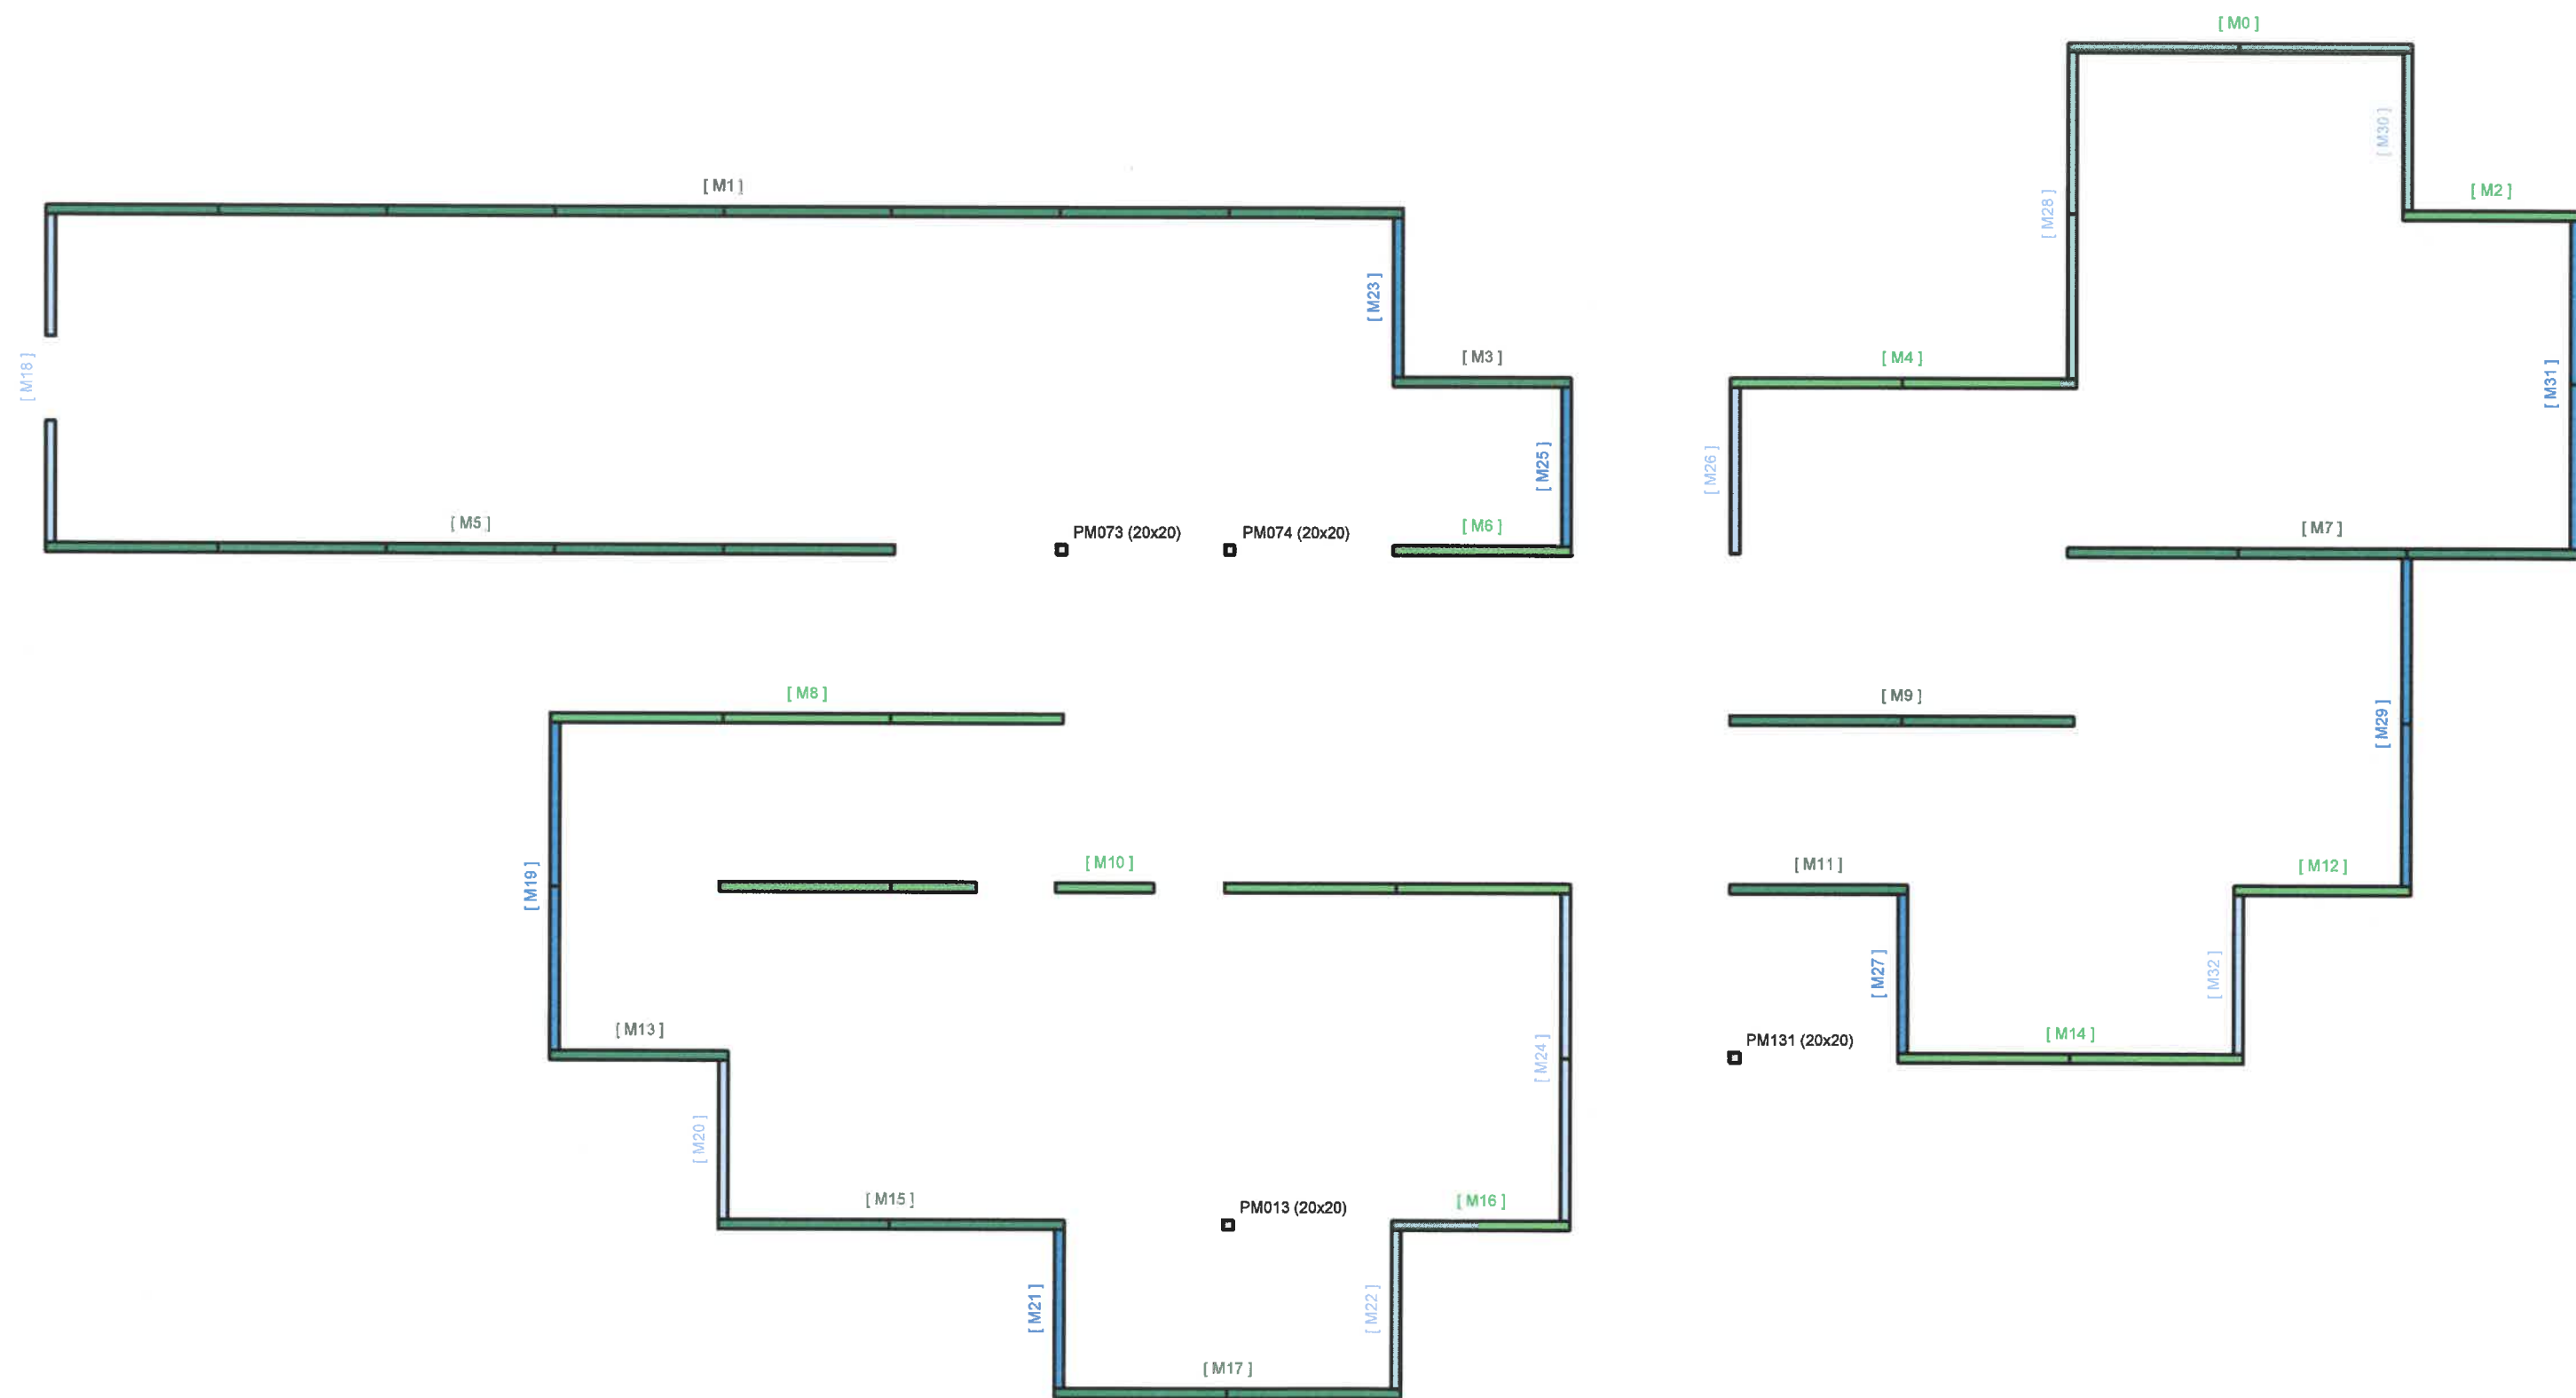 [ M0 ]
[ M30 ]
[ M1 ]
[ M2 ]
[ M28 ]
[ M23 ]
[ M3 ]
[ M4 ]
[ M18 ]
[ M31 ]
[ M25 ]
[ M26 ]
[ M5 ]
PM073 (20x20)
PM074 (20x20)
[ M6 ]
[ M7 ]
[ M8 ]
[ M9 ]
[ M29 ]
[ M10 ]
[ M11 ]
[ M12 ]
[ M19 ]
[ M27 ]
[ M32 ]
[ M13 ]
[ M24 ]
PM131 (20x20)
[ M14 ]
[ M20 ]
[ M15 ]
PM013 (20x20)
[ M16 ]
[ M21 ]
[ M22 ]
[ M17 ]